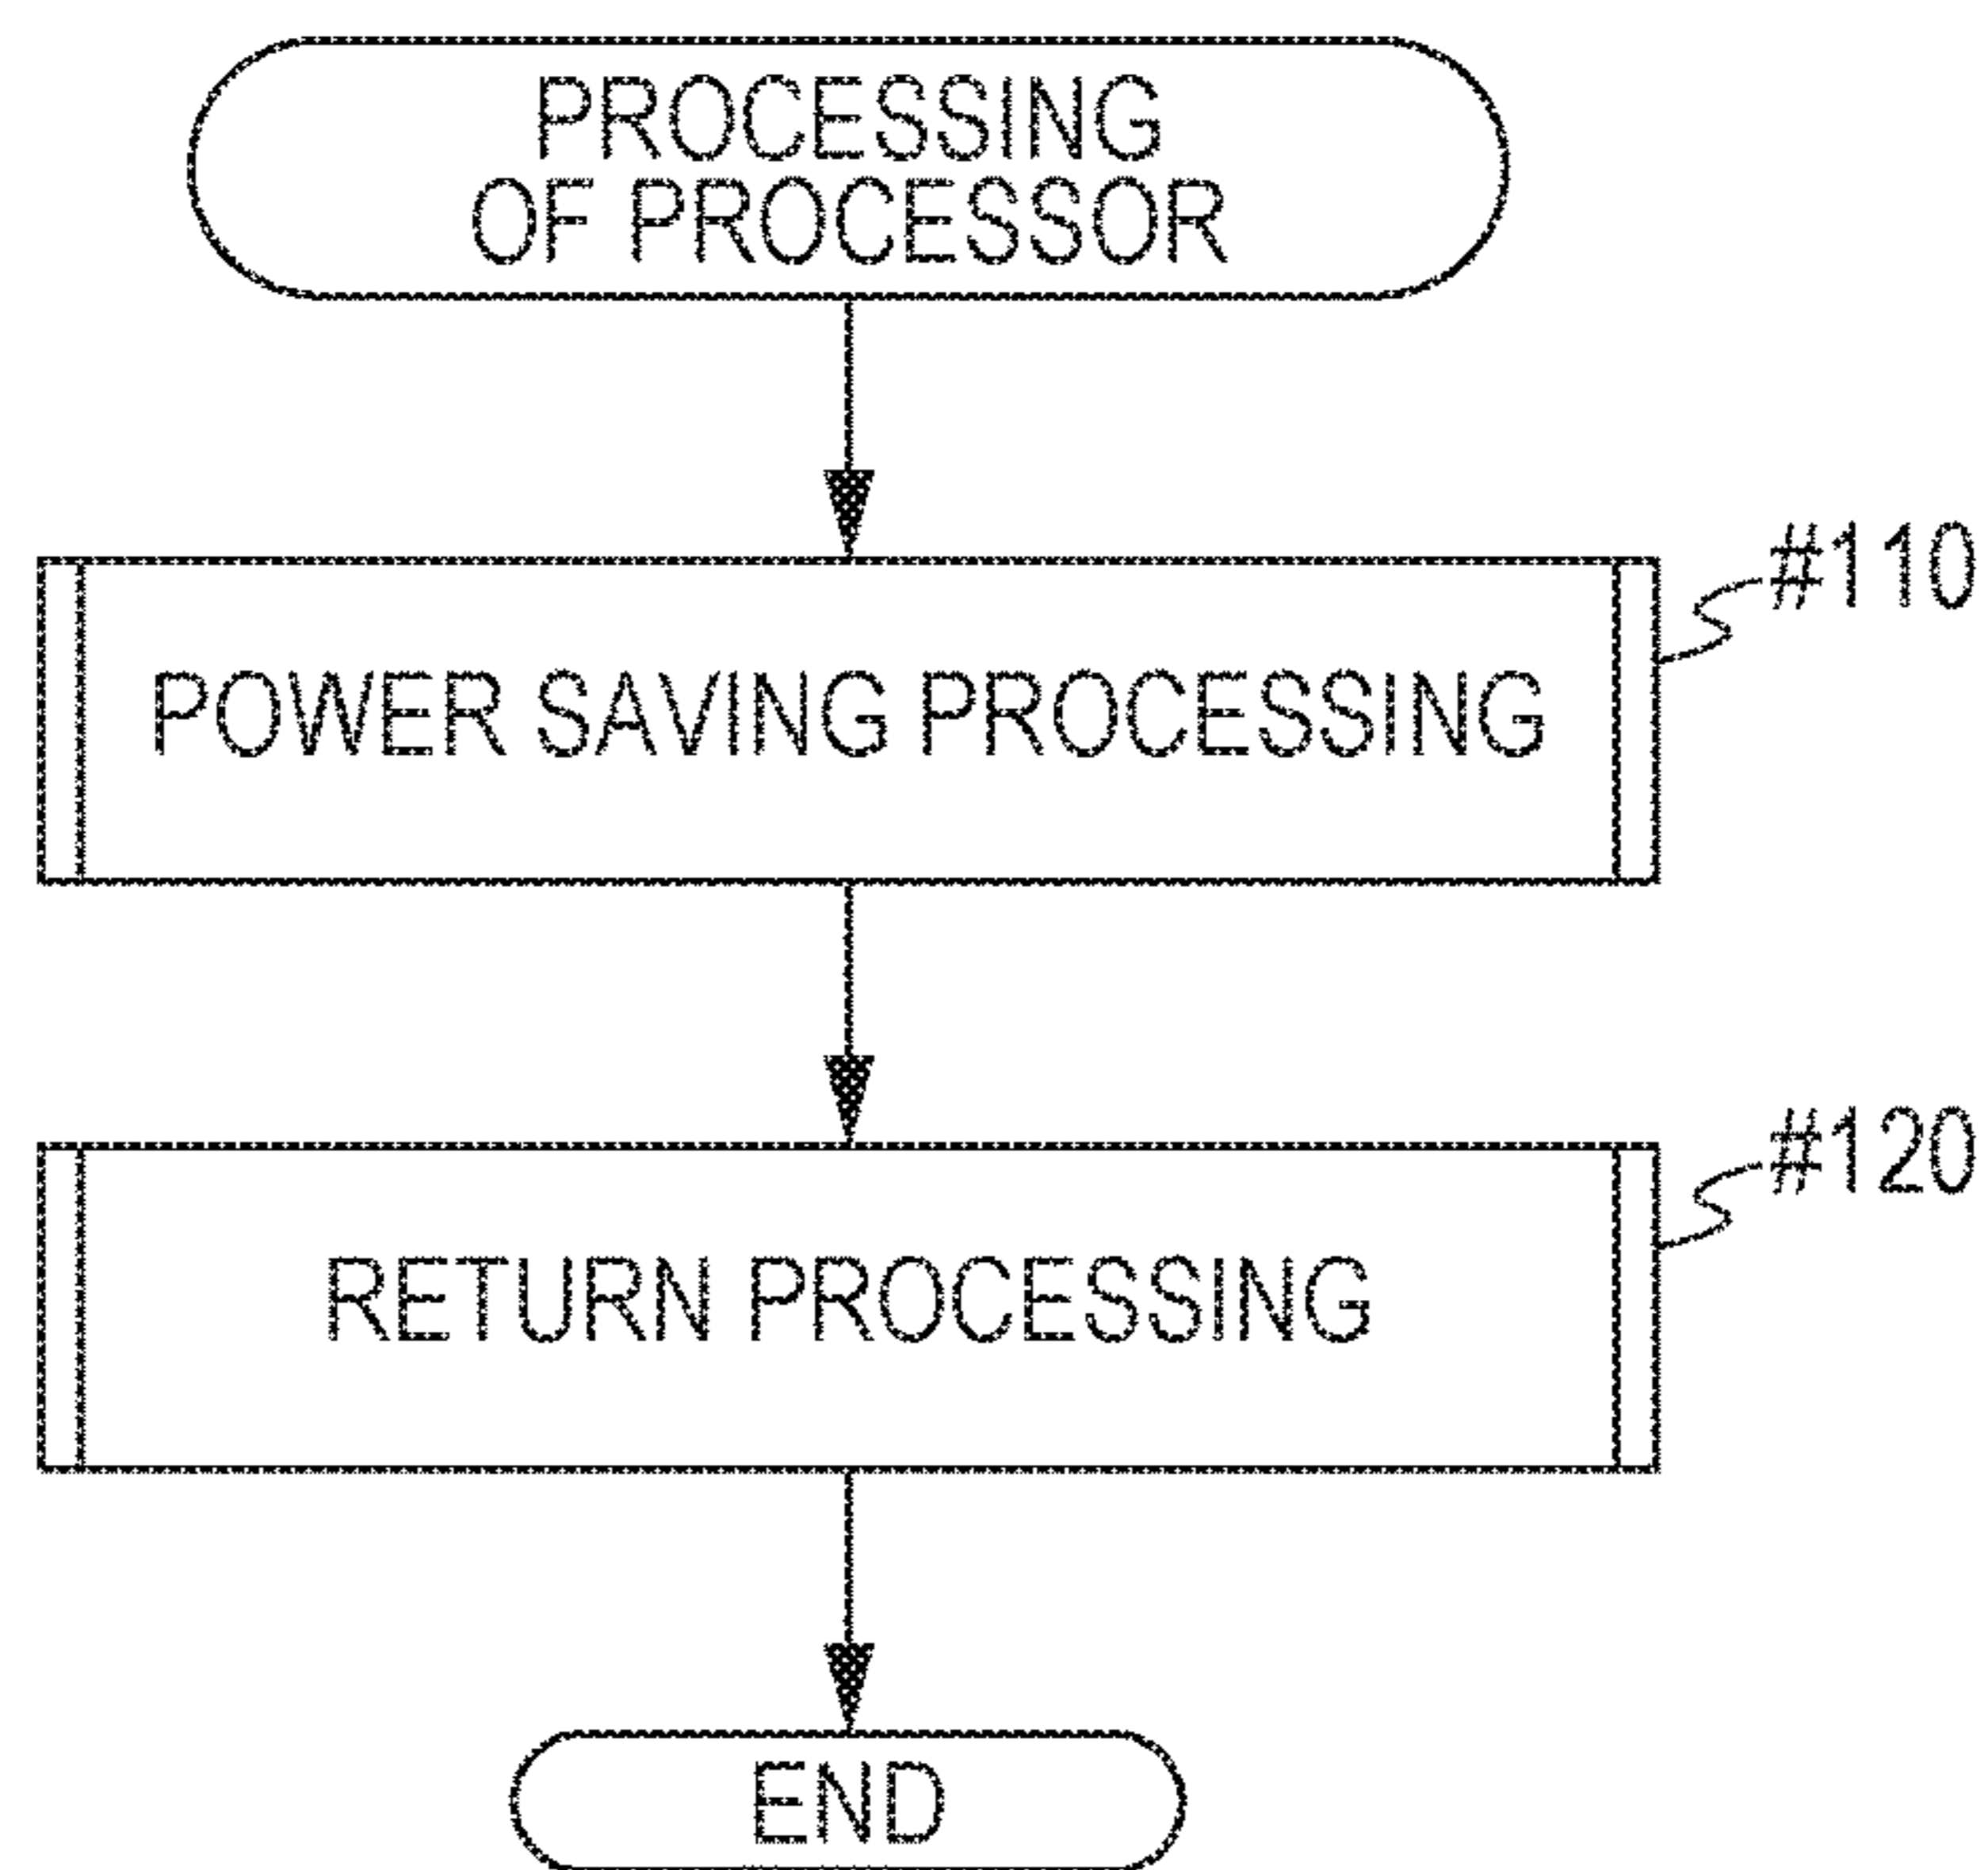 PROCESSING
OF PROCESSOR
#110
POWER SAVING PROCESSING
#120
RETURN PROCESSING
END